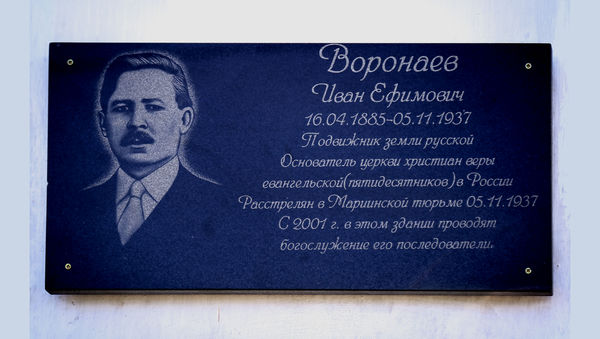 Воронаев
Иван Ефимович
16.04.1885-05.11.1937
Подвижник земли русской
Основатель церкви христиан веры
евангельской(пятидесятников)в России
Расстрелян в Мариинской тюрьме 05.11.1937
С 2001 г. в этом здании проводят
богослужение его последователи.